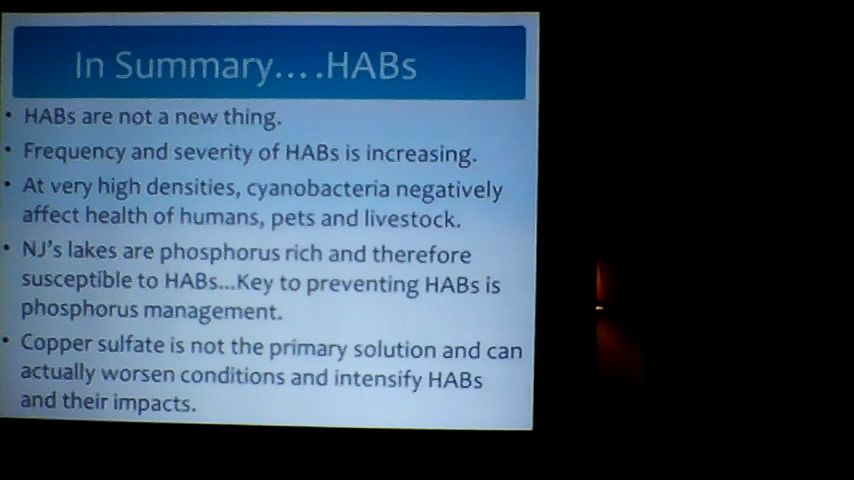 In Summary....HABs
• HABs are not a new thing.
• Frequency and severity of HABs is increasing.
• At very high densities, cyanobacteria negatively
affect health of humans, pets and livestock.
• NJ's lakes are phosphorus rich and therefore
susceptible to HABs...Key to preventing HABs is
phosphorus management.
• Copper sulfate is not the primary solution and can
actually worsen conditions and intensify HABs
and their impacts.